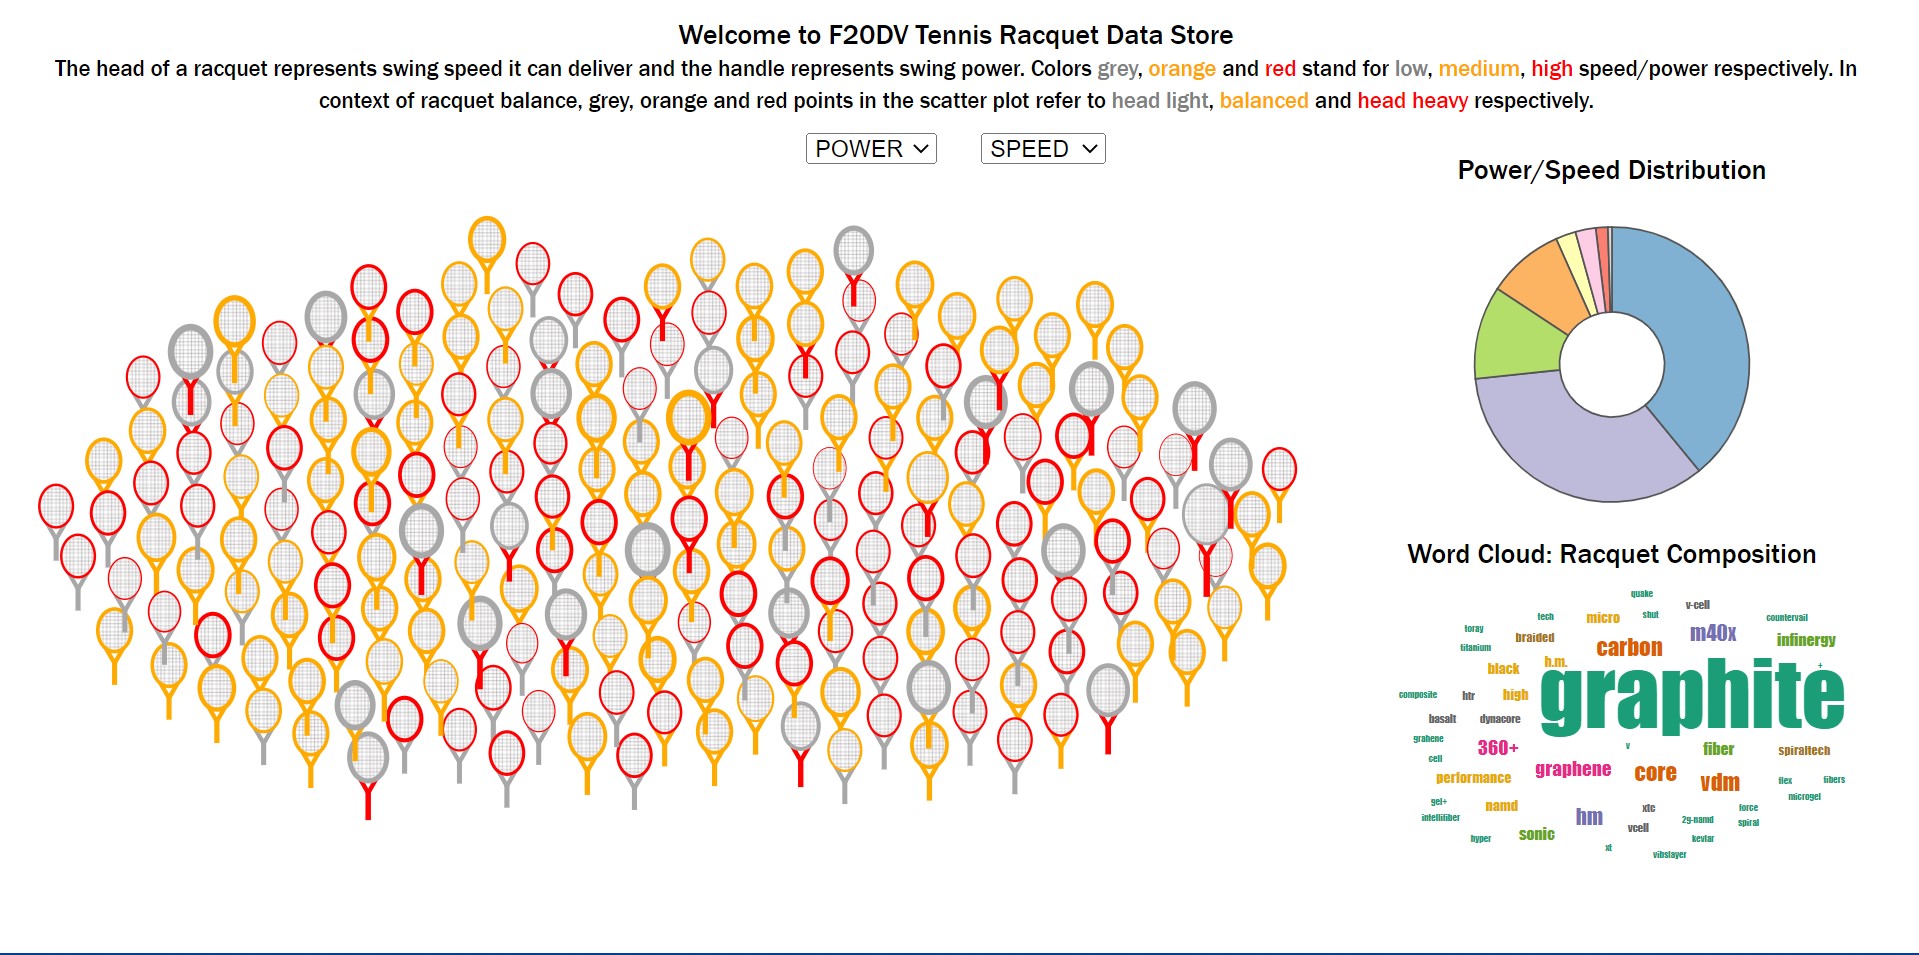 Welcome to F20DV Tennis Racquet Data Store
The head of a racquet represents swing speed it can deliver and the handle represents swing power. Colors grey, orange and red stand for low, medium, high speed/power respectively. In
context of racquet balance, grey, orange and red points in the scatter plot refer to head light, balanced and head heavy respectively.
POWER SPEED
Power/Speed Distribution
Word Cloud: Racquet Composition
quake
v-cell
tech
micro
shut
countervail
toray
braided
m40x
infinergy
titanium
carbon
black
h.m.
+
graphite
composite
htr
high
basalt
dynacore
grahene
360+
v
fiber
spiraltech
cell
graphene
core
performance
vdm
flex
fibers
microgel
gel+
namd
xtc
force
intellifiber
hm
2g-namd
spiral
vcell
hyper
sonic
kevlar
xt
vibslayer